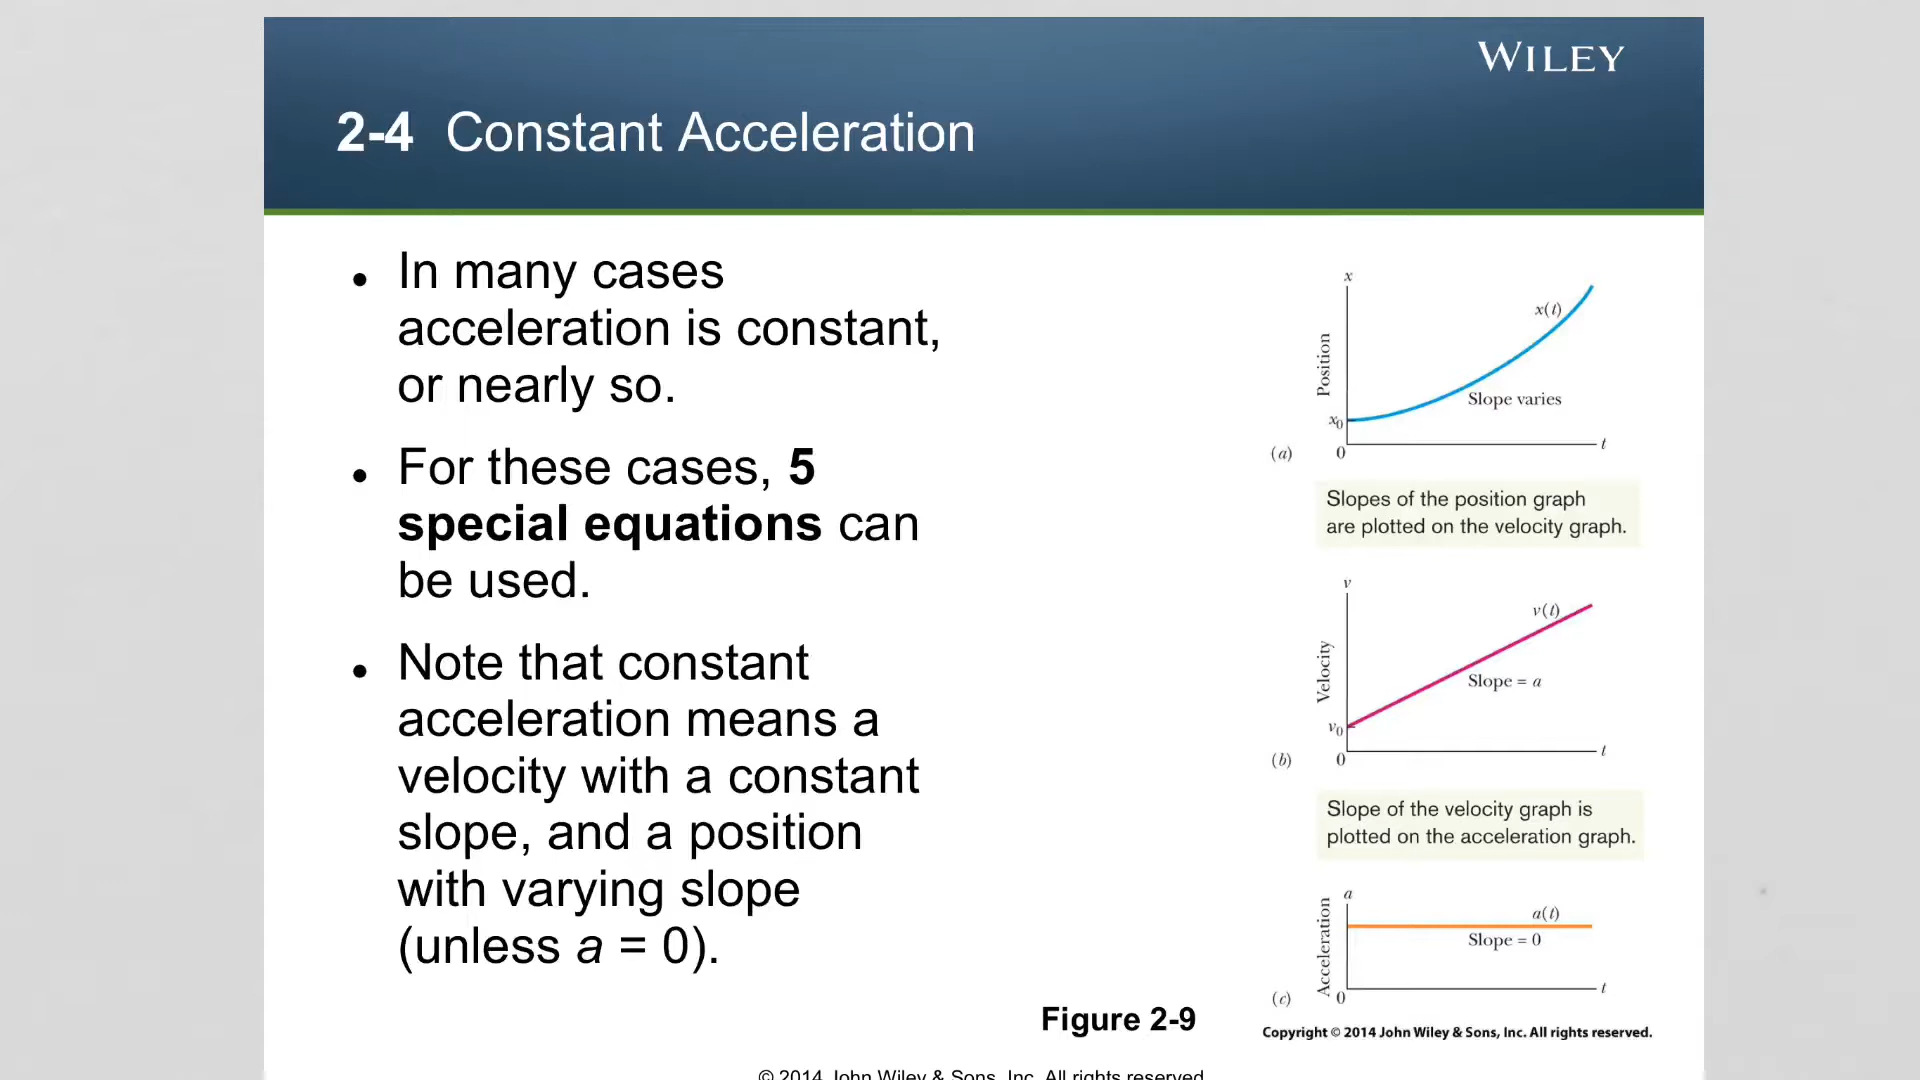 WILEY
2-4 Constant Acceleration
● In many cases
acceleration is constant,
or nearly so.
● For these cases, 5
special equations can
be used.
● Note that constant
acceleration means a
velocity with a constant
slope, and a position
with varying slope
(unless a = 0).
Figure 2-9
x
Position
x(t)
Slope varies
x0
t
(a)
0
Slopes of the position graph
are plotted on the velocity graph.
v
Velocity
v(t)
Slope = a
v0
t
(b)
0
Slope of the velocity graph is
plotted on the acceleration graph.
a
Acceleration
a(t)
Slope = 0
t
(c)
0
Copyright © 2014 John Wiley & Sons, Inc. All rights reserved.
© 2014 John Wiley & Sons, Inc. All rights reserved.